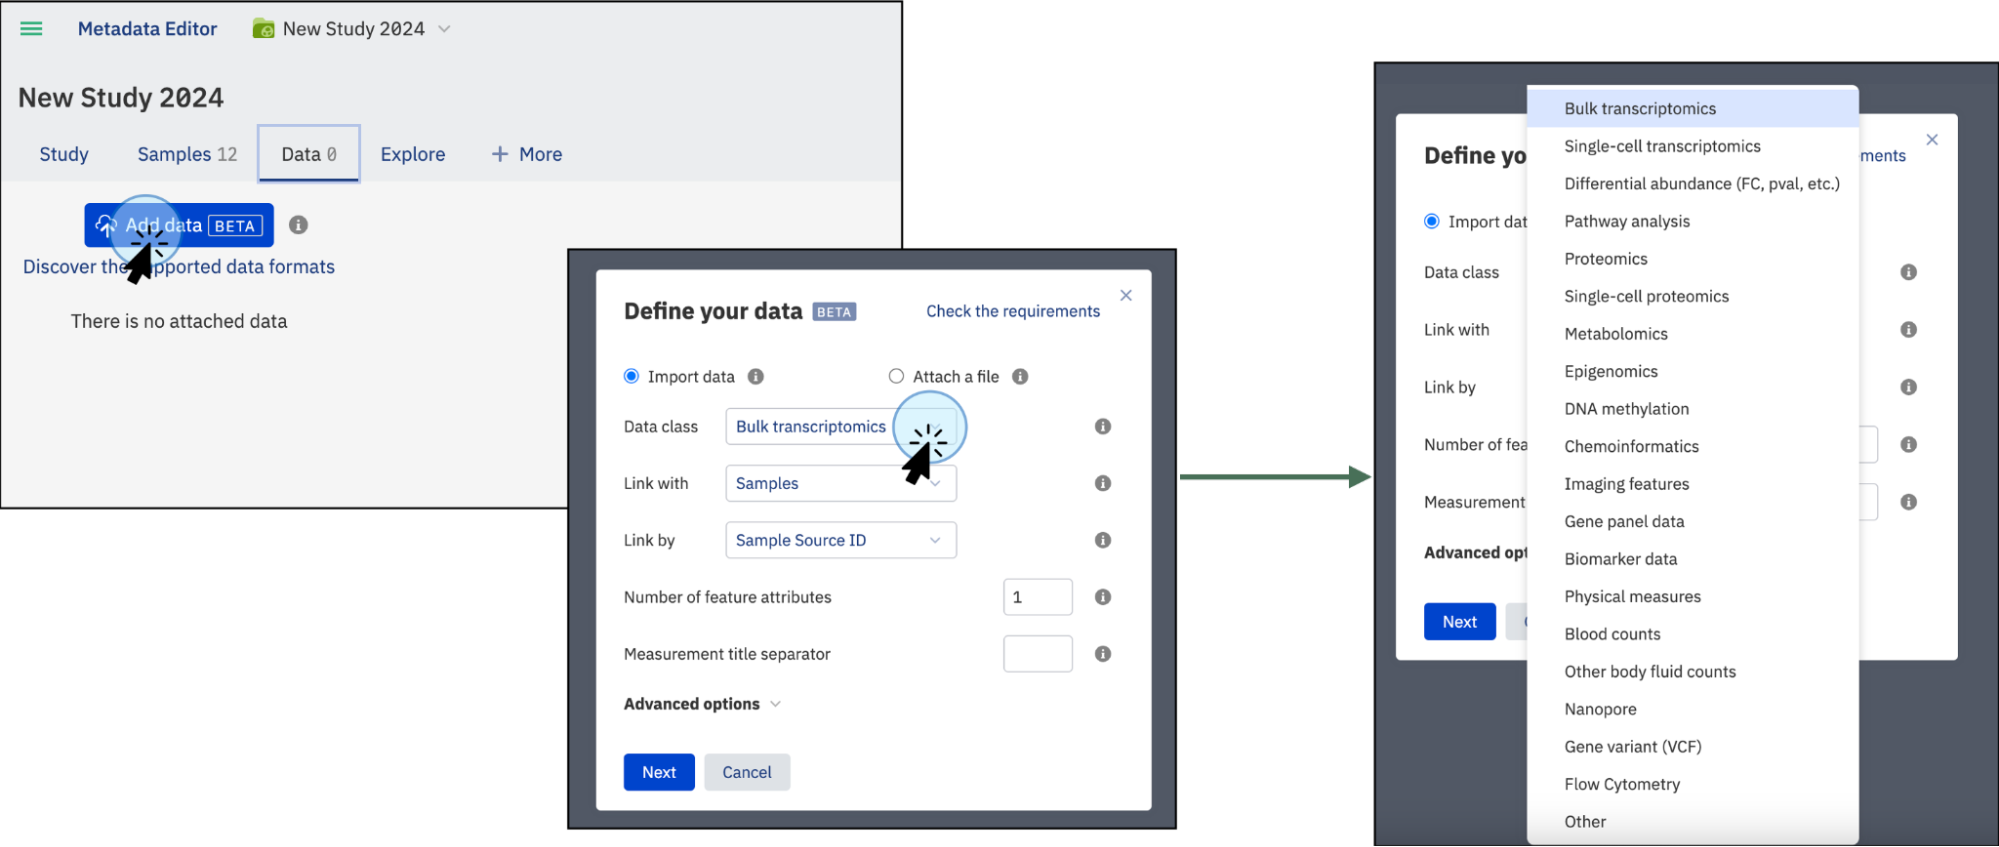 Metadata Editor New Study 2024
New Study 2024
Study Samples 12 Data 0 Explore + More
Add data BETA
Discover the supported data formats
There is no attached data
Define your data BETA Check the requirements
Import data Attach a file
Data class Bulk transcriptomics
Link with Samples
Link by Sample Source ID
Number of feature attributes 1
Measurement title separator
Advanced options
Next Cancel
Define yo
ments
Import dat
Data class
Link with
Link by
Number of fea
Measurement
Advanced opt
Next
Bulk transcriptomics
Single-cell transcriptomics
Differential abundance (FC, pval, etc.)
Pathway analysis
Proteomics
Single-cell proteomics
Metabolomics
Epigenomics
DNA methylation
Chemoinformatics
Imaging features
Gene panel data
Biomarker data
Physical measures
Blood counts
Other body fluid counts
Nanopore
Gene variant (VCF)
Flow Cytometry
Other